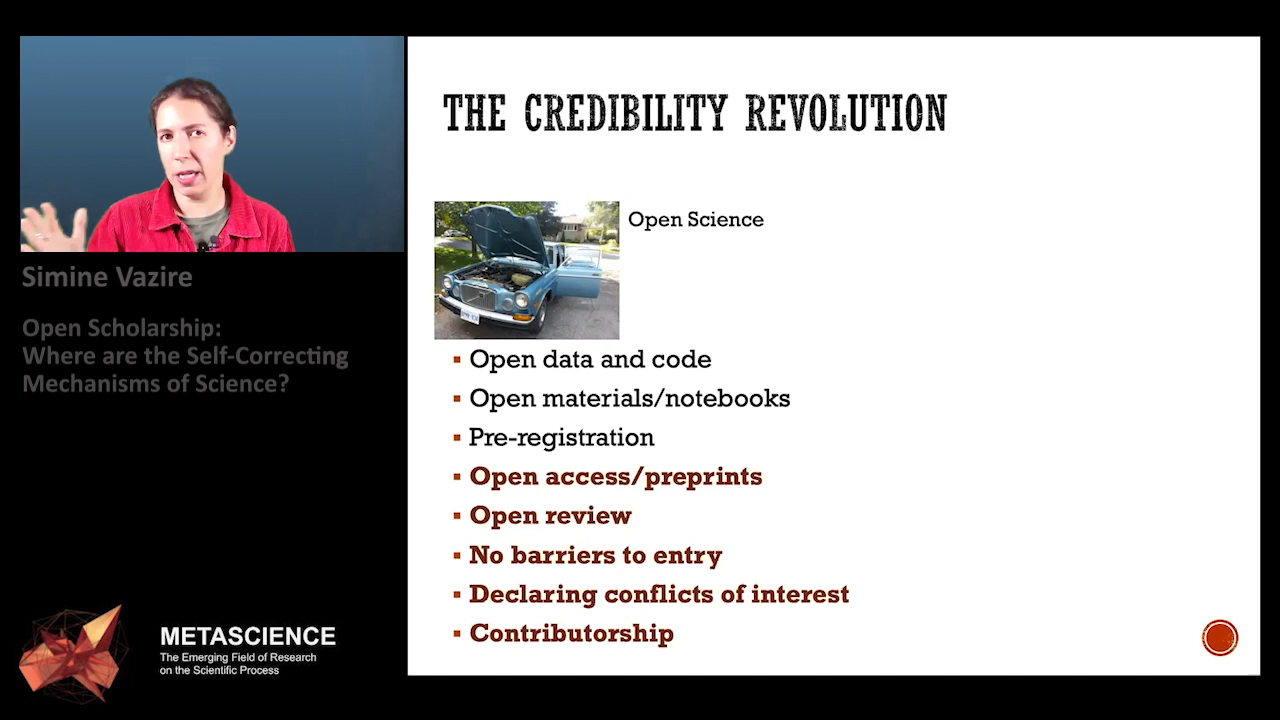 THE CREDIBILITY REVOLUTION
Open Science
Open data and code
Open materials/notebooks
Pre-registration
Open access/preprints
Open review
No barriers to entry
Declaring conflicts of interest
Contributorship
Simine Vazire
Open Scholarship:
Where are the Self-Correcting
Mechanisms of Science?
METASCIENCE
The Emerging Field of Research
on the Scientific Process